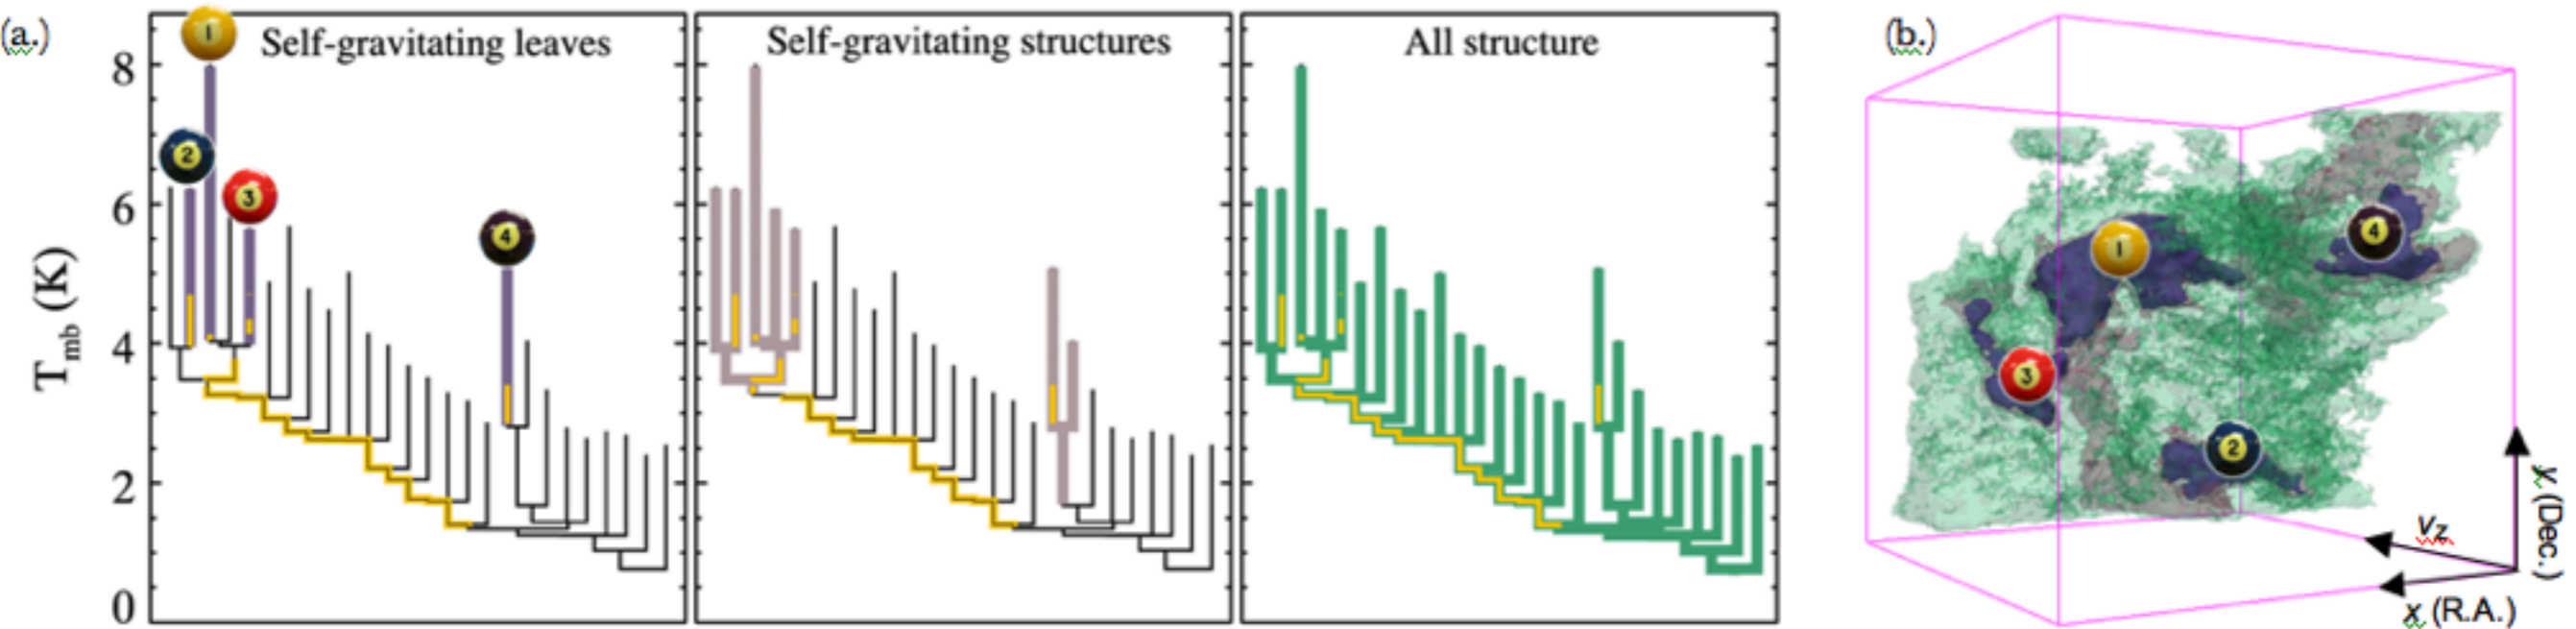 (a.)
Self-gravitating leaves
Self-gravitating structures
All structure
(b.)
8
6
4
2
0
T_mb (K)
1
2
3
4
1
4
3
2
y (Dec.)
v_z
x (R.A.)